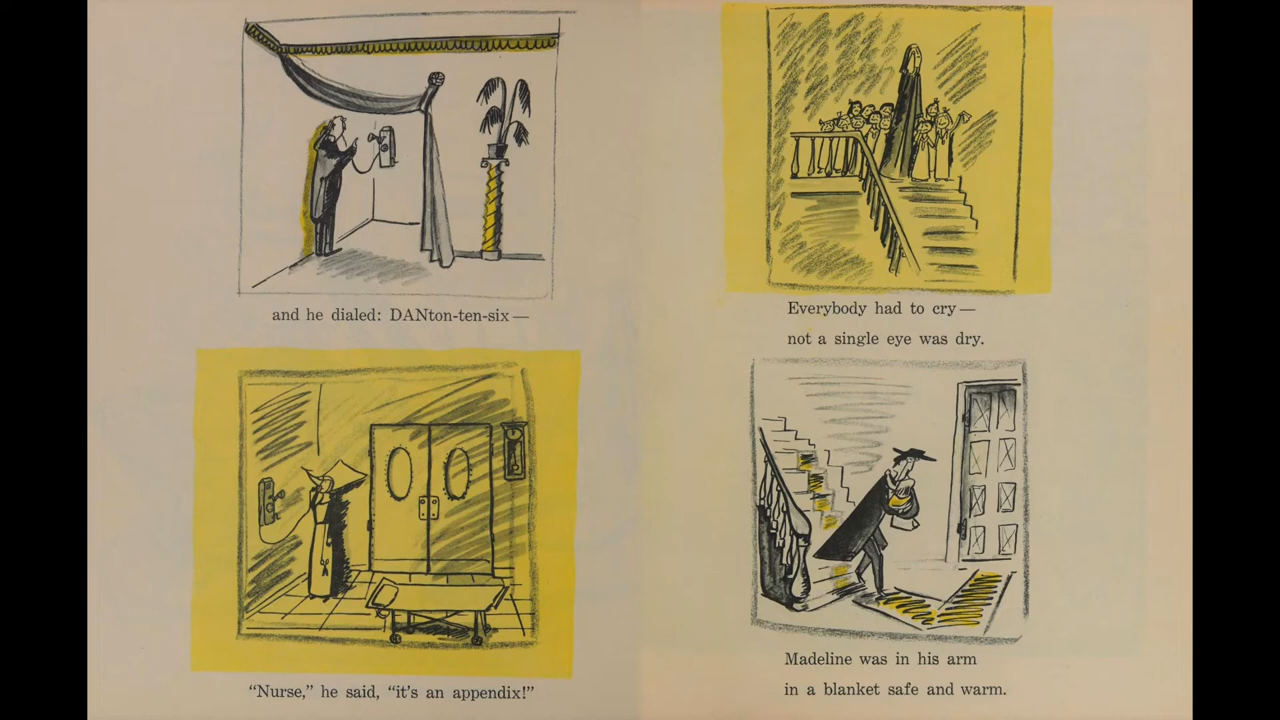 and he dialed: DANton-ten-six—
"Nurse," he said, "it's an appendix!"
Everybody had to cry—
not a single eye was dry.
Madeline was in his arm
in a blanket safe and warm.